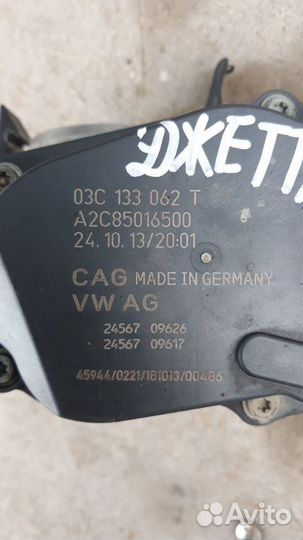 ДЖЕТТ
03C 133 062 T
A2C85016500
24.10.13/20:01
CAG MADE IN GERMANY
VW AG
24567 09626
24567 09617
45944/0221/181013/00486
Avito